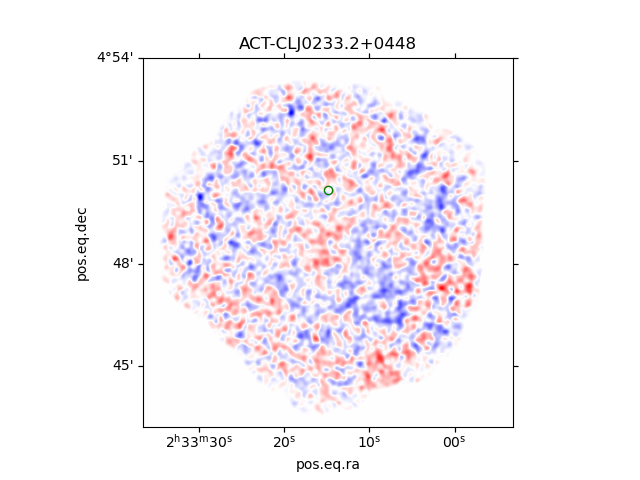 ACT-CLJ0233.2+0448
4°54'
51'
48'
45'
pos.eq.dec
2ʰ33ᵐ30ˢ 20ˢ 10ˢ 00ˢ
pos.eq.ra